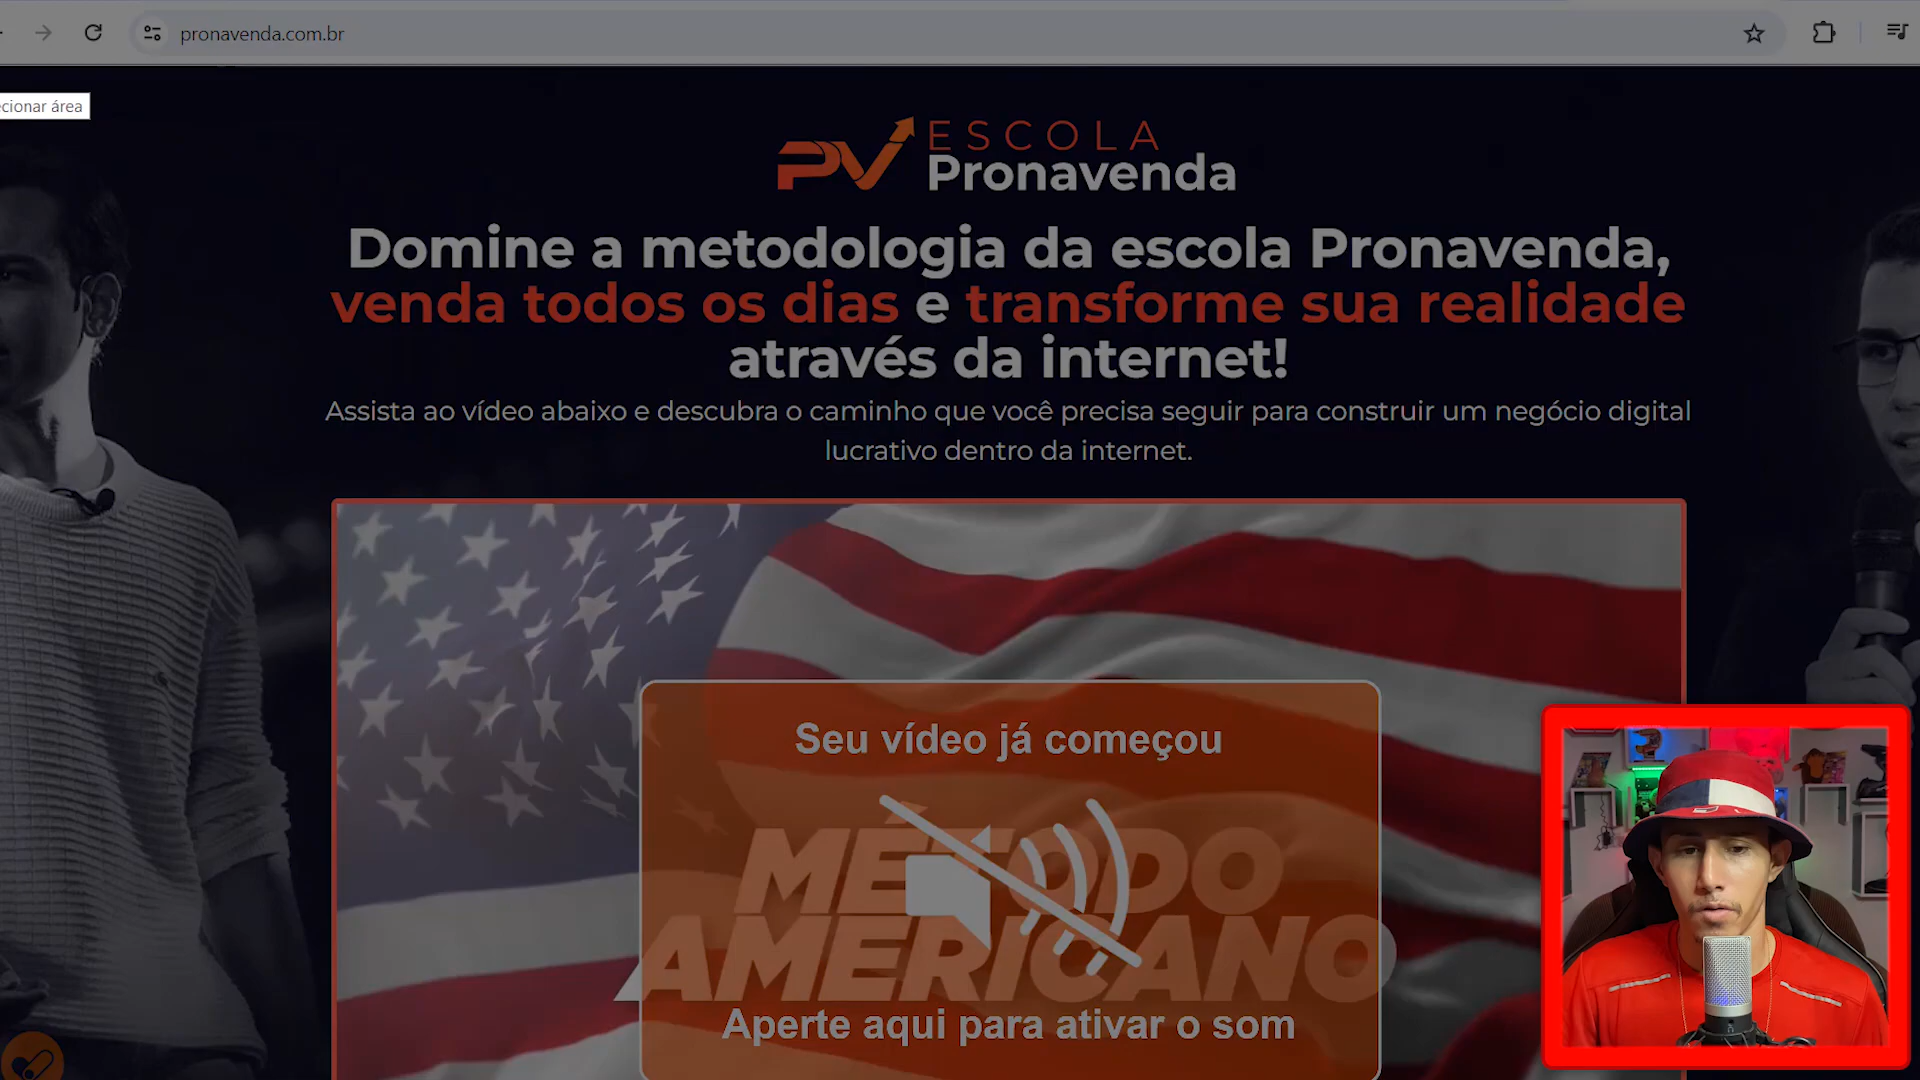 pronavenda.com.br
ecionar área
PV
ESCOLA
Pronavenda
Domine a metodologia da escola Pronavenda,
venda todos os dias e transforme sua realidade
através da internet!
Assista ao vídeo abaixo e descubra o caminho que você precisa seguir para construir um negócio digital
lucrativo dentro da internet.
Seu vídeo já começou
MÉTODO
AMERICANO
Aperte aqui para ativar o som